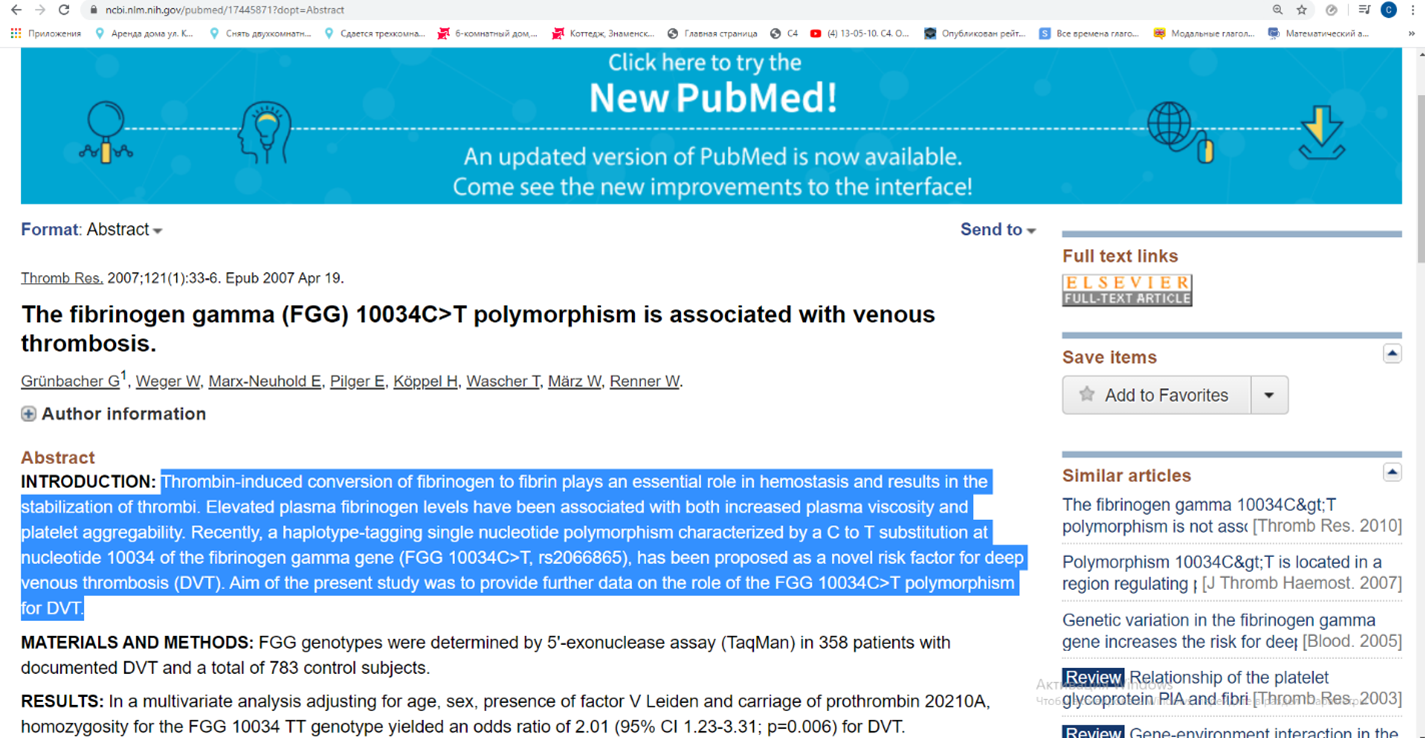 ncbi.nlm.nih.gov/pubmed/17445871?dopt=Abstract
Приложения
Аренда дома ул. К...
Снять двухкомнатн...
Сдается трехкомна...
6-комнатный дом,...
Коттедж, Знаменск...
Главная страница
C4
(4) 13-05-10. C4. О...
Опубликован рейт...
Все времена глаго...
Модальные глагол...
Математический а...
Click here to try the
New PubMed!
An updated version of PubMed is now available.
Come see the new improvements to the interface!
Format: Abstract
Send to
Thromb Res. 2007;121(1):33-6. Epub 2007 Apr 19.
The fibrinogen gamma (FGG) 10034C>T polymorphism is associated with venous
thrombosis.
Grünbacher G1, Weger W, Marx-Neuhold E, Pilger E, Köppel H, Wascher T, März W, Renner W.
Author information
Abstract
INTRODUCTION: Thrombin-induced conversion of fibrinogen to fibrin plays an essential role in hemostasis and results in the
stabilization of thrombi. Elevated plasma fibrinogen levels have been associated with both increased plasma viscosity and
platelet aggregability. Recently, a haplotype-tagging single nucleotide polymorphism characterized by a C to T substitution at
nucleotide 10034 of the fibrinogen gamma gene (FGG 10034C>T, rs2066865), has been proposed as a novel risk factor for deep
venous thrombosis (DVT). Aim of the present study was to provide further data on the role of the FGG 10034C>T polymorphism
for DVT.
MATERIALS AND METHODS: FGG genotypes were determined by 5'-exonuclease assay (TaqMan) in 358 patients with
documented DVT and a total of 783 control subjects.
RESULTS: In a multivariate analysis adjusting for age, sex, presence of factor V Leiden and carriage of prothrombin 20210A,
homozygosity for the FGG 10034 TT genotype yielded an odds ratio of 2.01 (95% CI 1.23-3.31; p=0.006) for DVT.
Full text links
ELSEVIER
FULL-TEXT ARTICLE
Save items
Add to Favorites
Similar articles
The fibrinogen gamma 10034C&gt;T
polymorphism is not assc [Thromb Res. 2010]
Polymorphism 10034C&gt;T is located in a
region regulating [J Thromb Haemost. 2007]
Genetic variation in the fibrinogen gamma
gene increases the risk for deep [Blood. 2005]
Review Relationship of the platelet
glycoprotein PIA and fibri [Thromb Res. 2003]
Review Gene-environment interaction in the